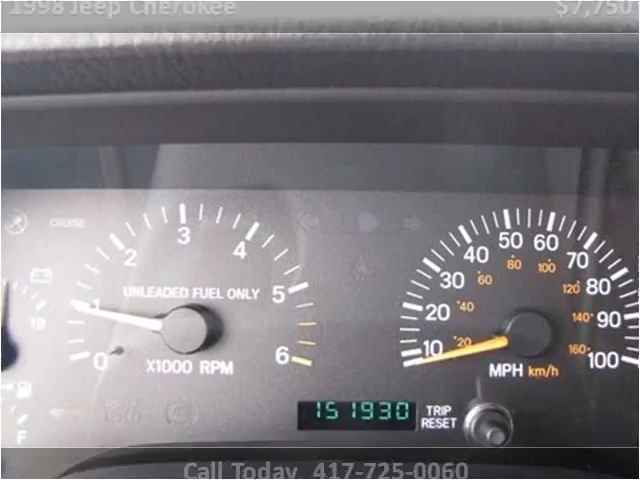 1998 Jeep Cherokee $7,750
CRUISE
UNLEADED FUEL ONLY
0 1 2 3 4 5 6
X1000 RPM
10 20 30 40 50 60 70 80 90 100
20 40 60 80 100 120 140 160
MPH km/h
19
F
151930
TRIP
RESET
Call Today 417-725-0060